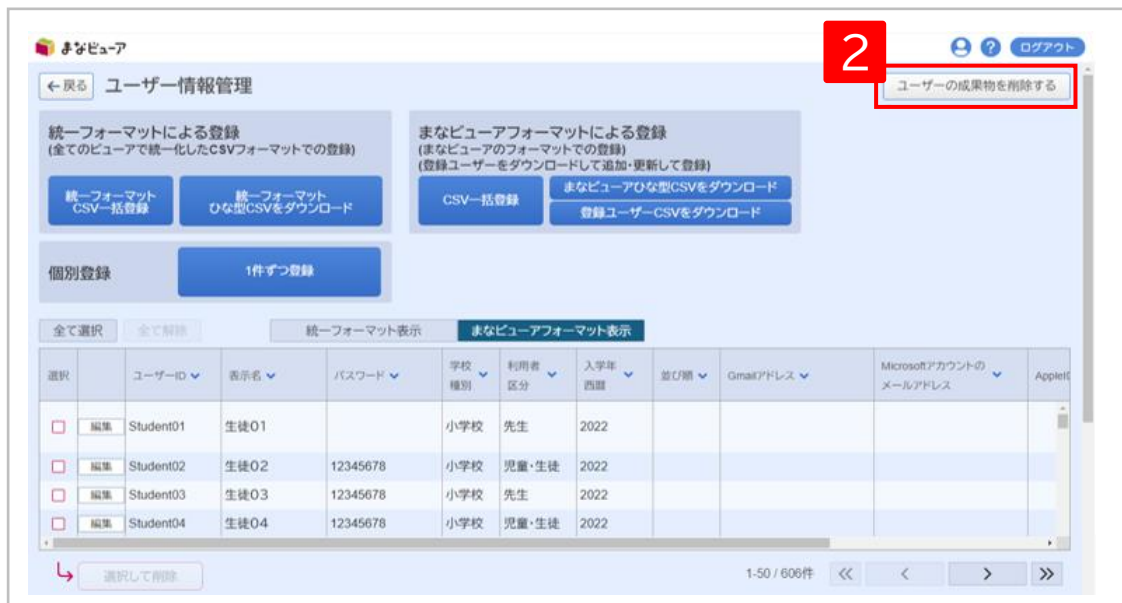 まなビューア
2
ログアウト
←戻る ユーザー情報管理
ユーザーの成果物を削除する
統一フォーマットによる登録
(全てのビューアで統一化したCSVフォーマットでの登録)
統一フォーマット
CSV一括登録
統一フォーマット
ひな型CSVをダウンロード
まなビューアフォーマットによる登録
(まなビューアのフォーマットでの登録)
(登録ユーザーをダウンロードして追加・更新して登録)
CSV一括登録
まなビューアひな型CSVをダウンロード
登録ユーザーCSVをダウンロード
個別登録
1件ずつ登録
全て選択 全て解除 統一フォーマット表示 まなビューアフォーマット表示
選択 ユーザーID 表示名 パスワード 学校種別 利用者区分 入学年西暦 並び順 Gmailアドレス Microsoftアカウントのメールアドレス AppleID
編集 Student01 生徒01 小学校 先生 2022
編集 Student02 生徒02 12345678 小学校 児童・生徒 2022
編集 Student03 生徒03 12345678 小学校 先生 2022
編集 Student04 生徒04 12345678 小学校 児童・生徒 2022
選択して削除
1-50 / 606件